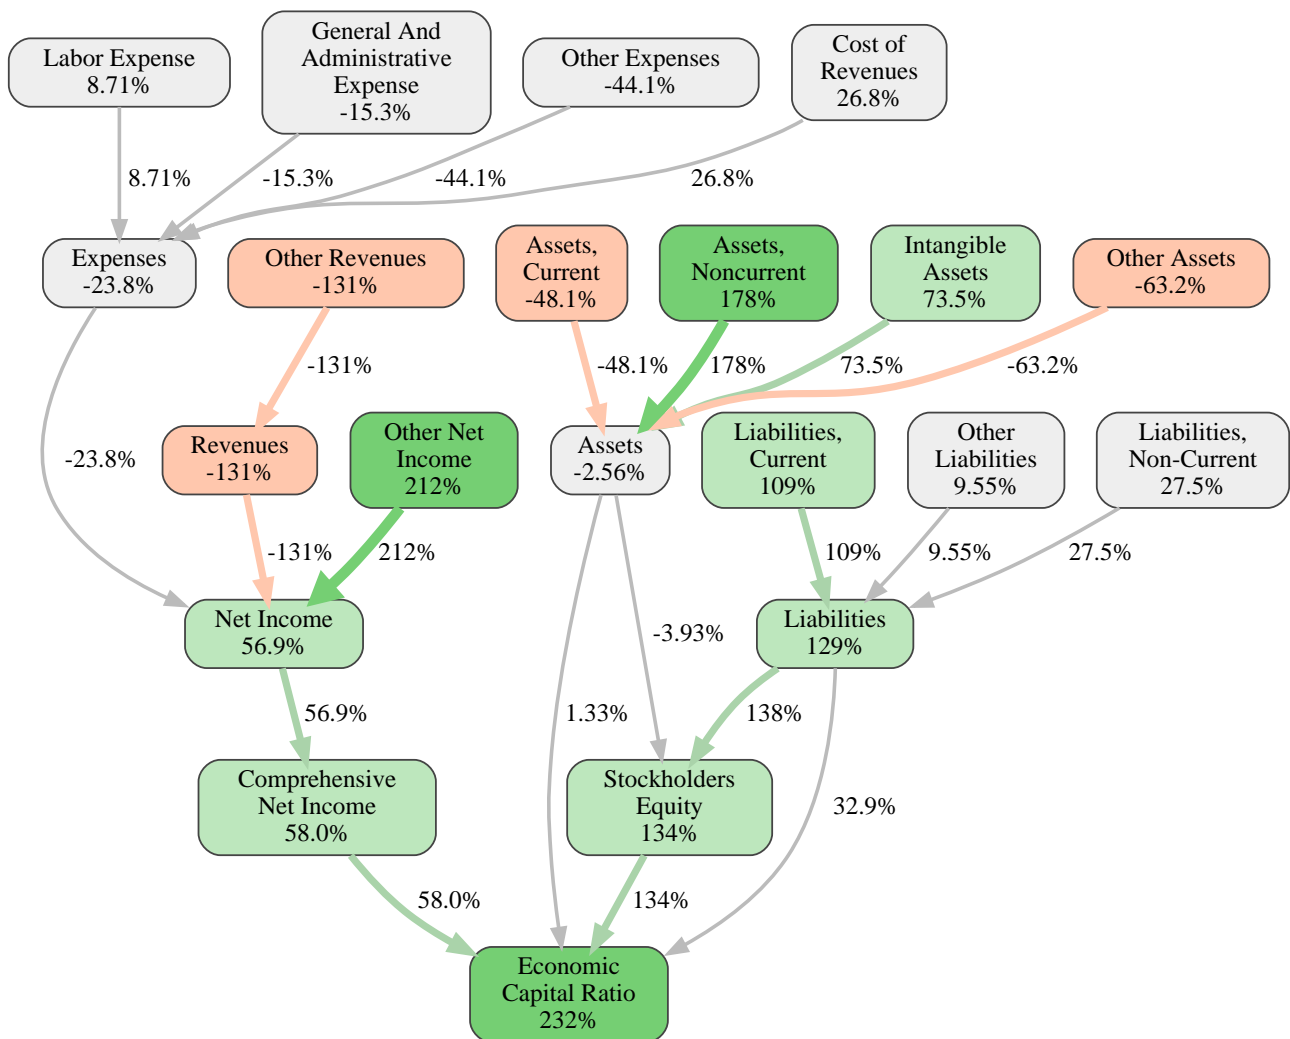 Labor Expense
8.71%
General And
Administrative
Expense
-15.3%
Other Expenses
-44.1%
Cost of
Revenues
26.8%
8.71%
-15.3%
-44.1%
26.8%
Expenses
-23.8%
Other Revenues
-131%
Assets,
Current
-48.1%
Assets,
Noncurrent
178%
Intangible
Assets
73.5%
Other Assets
-63.2%
-131%
-48.1%
178%
73.5%
-63.2%
-23.8%
Revenues
-131%
Other Net
Income
212%
Assets
-2.56%
Liabilities,
Current
109%
Other
Liabilities
9.55%
Liabilities,
Non-Current
27.5%
-131%
212%
109%
9.55%
27.5%
Net Income
56.9%
-3.93%
Liabilities
129%
56.9%
1.33%
138%
32.9%
Comprehensive
Net Income
58.0%
Stockholders
Equity
134%
58.0%
134%
Economic
Capital Ratio
232%